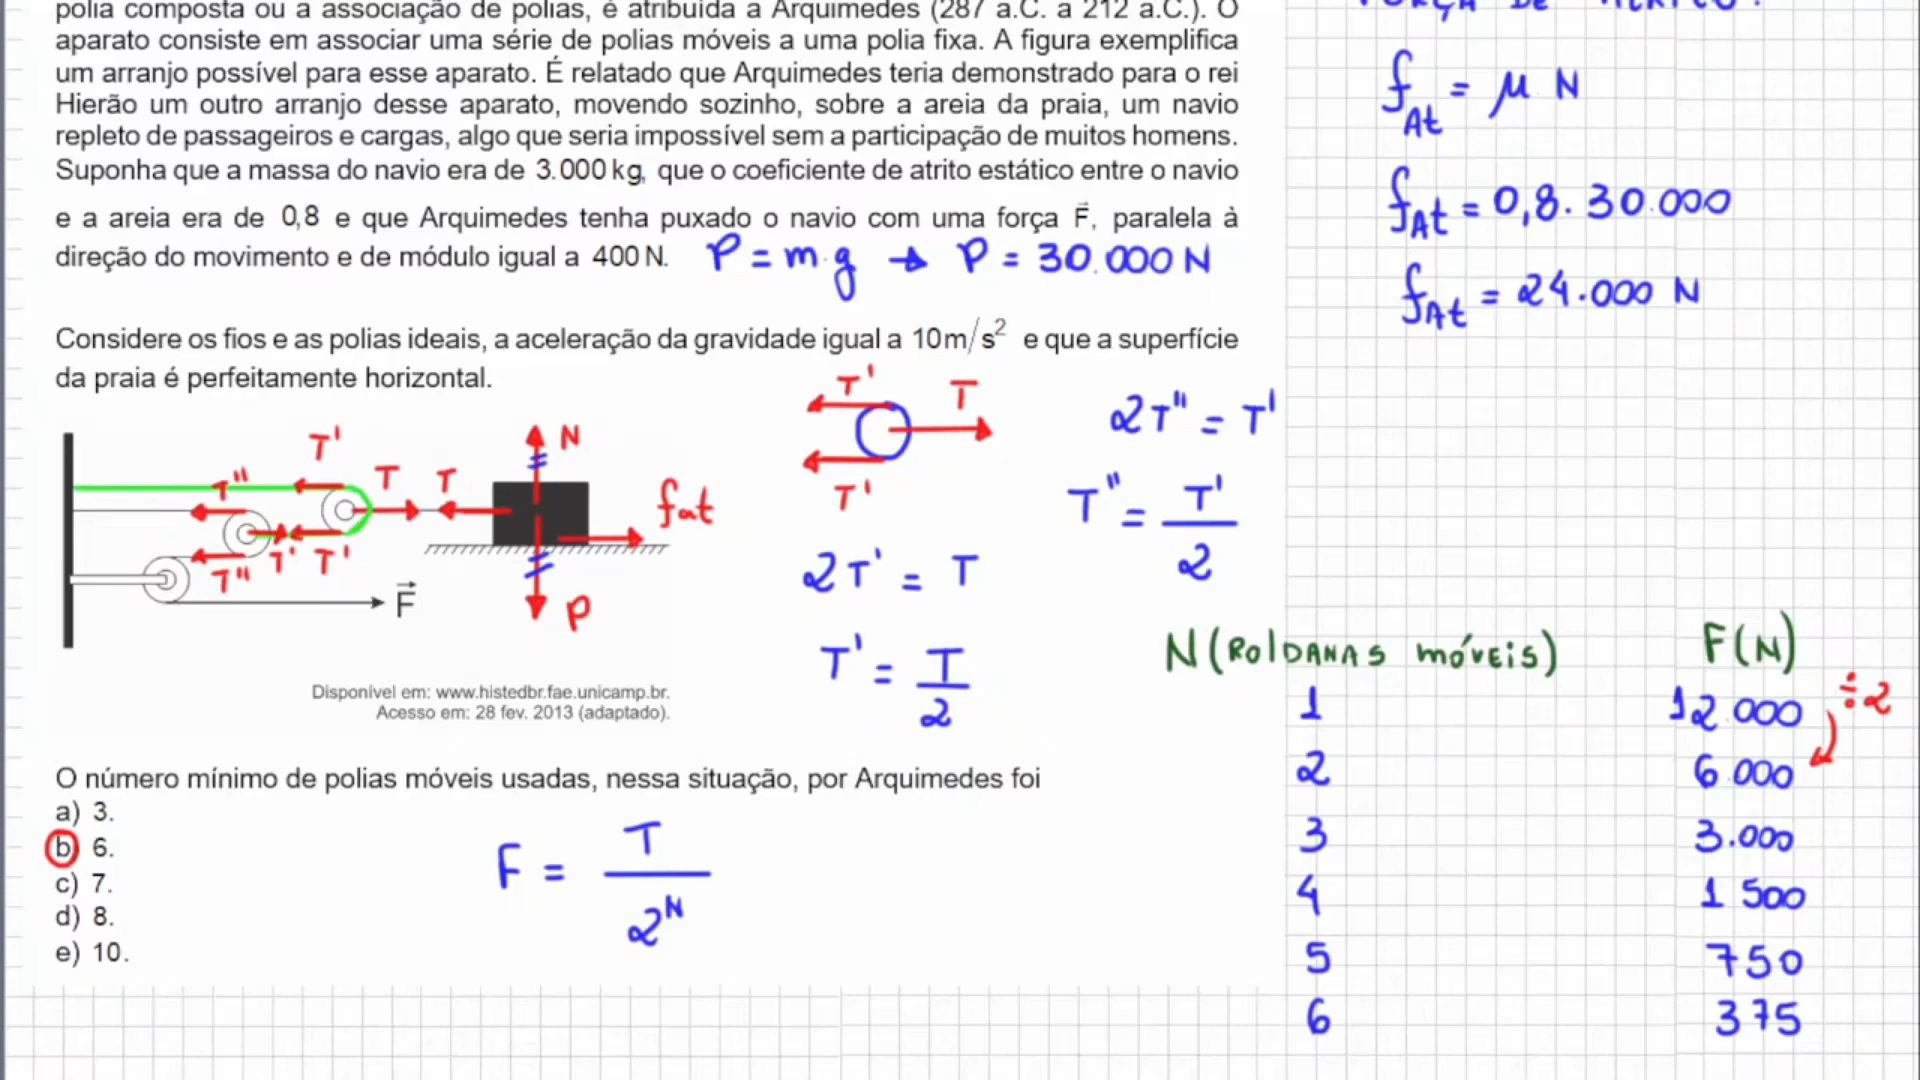 polia composta ou a associação de polias, é atribuída a Arquimedes (287 a.C. a 212 a.C.). O
aparato consiste em associar uma série de polias móveis a uma polia fixa. A figura exemplifica
um arranjo possível para esse aparato. É relatado que Arquimedes teria demonstrado para o rei
Hierão um outro arranjo desse aparato, movendo sozinho, sobre a areia da praia, um navio
repleto de passageiros e cargas, algo que seria impossível sem a participação de muitos homens.
Suponha que a massa do navio era de 3.000 kg, que o coeficiente de atrito estático entre o navio
e a areia era de 0,8 e que Arquimedes tenha puxado o navio com uma força F⃗, paralela à
direção do movimento e de módulo igual a 400 N.
P = m.g → P = 30.000 N
Considere os fios e as polias ideais, a aceleração da gravidade igual a 10 m/s² e que a superfície
da praia é perfeitamente horizontal.
T' T'' T T N
fat
T' T' T''
F⃗ P
Disponível em: www.histedbr.fae.unicamp.br.
Acesso em: 28 fev. 2013 (adaptado).
T' T
T'
2T' = T
T' = T/2
2T'' = T'
T'' = T'/2
O número mínimo de polias móveis usadas, nessa situação, por Arquimedes foi
a) 3.
b) 6.
c) 7.
d) 8.
e) 10.
F = T/2^N
FORÇA DE ATRITO:
fAt = μ N
fAt = 0,8. 30.000
fAt = 24.000 N
N (ROLDANAS MÓVEIS) F(N)
1 12 000 ÷2
2 6 000
3 3.000
4 1 500
5 750
6 375